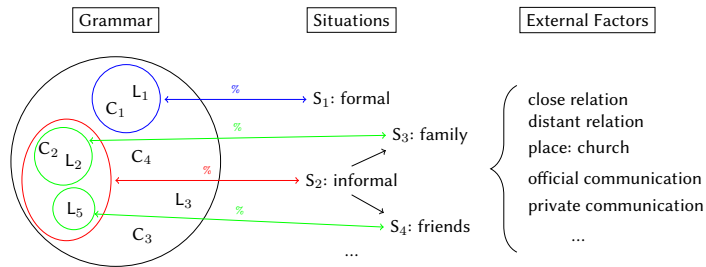 Grammar
Situations
External Factors
L1
C1
%
S1: formal
close relation
distant relation
%
S3: family
place: church
C2
L2
C4
%
S2: informal
official communication
L3
private communication
L5
%
S4: friends
C3
...
...